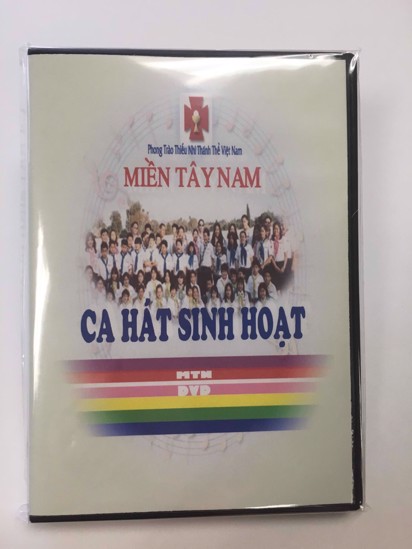 Phong Trào Thiếu Nhi Thánh Thể Việt Nam
MIỀN TÂY NAM
CA HÁT SINH HOẠT
MTN
DVD